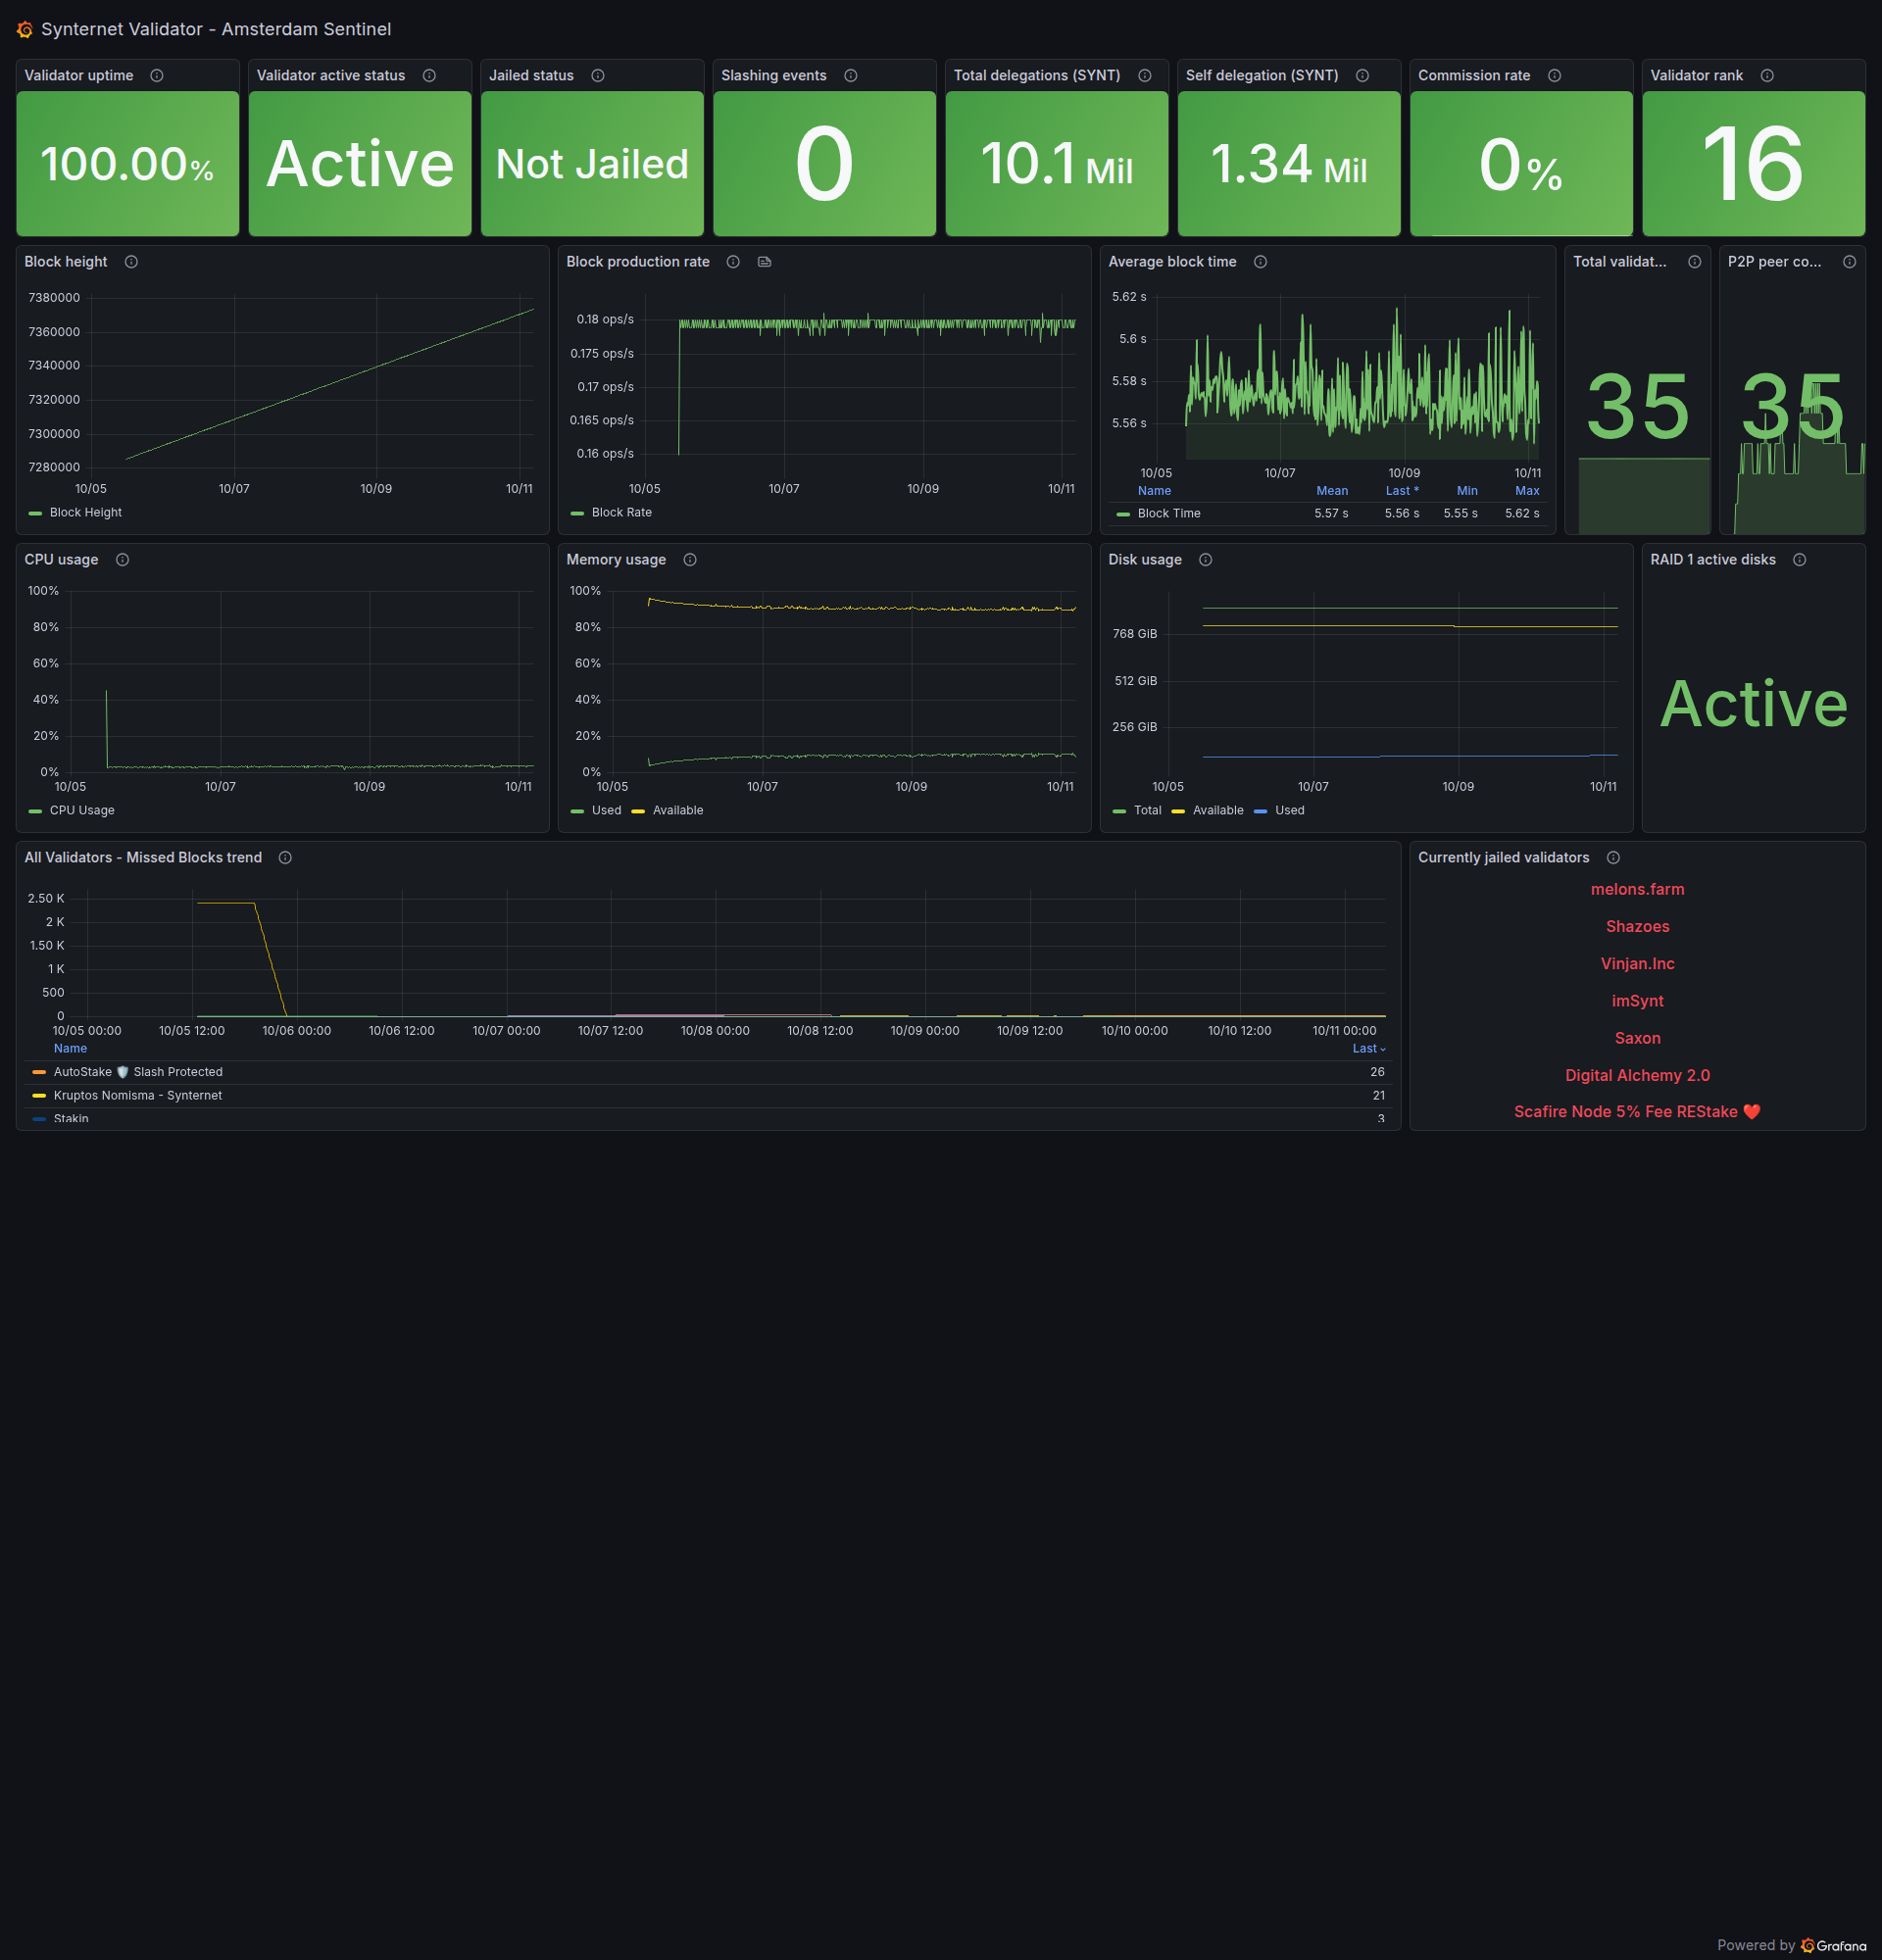 Synternet Validator - Amsterdam Sentinel
Validator uptime
100.00%
Validator active status
Active
Jailed status
Not Jailed
Slashing events
0
Total delegations (SYNT)
10.1 Mil
Self delegation (SYNT)
1.34 Mil
Commission rate
0%
Validator rank
16
Block height
7380000
7360000
7340000
7320000
7300000
7280000
10/05 10/07 10/09 10/11
Block Height
Block production rate
0.18 ops/s
0.175 ops/s
0.17 ops/s
0.165 ops/s
0.16 ops/s
10/05 10/07 10/09 10/11
Block Rate
Average block time
5.62 s
5.6 s
5.58 s
5.56 s
10/05 10/07 10/09 10/11
Name Mean Last * Min Max
Block TIme 5.57 s 5.56 s 5.55 s 5.62 s
Total validat...
35
P2P peer co...
35
CPU usage
100%
80%
60%
40%
20%
0%
10/05 10/07 10/09 10/11
CPU Usage
Memory usage
100%
80%
60%
40%
20%
0%
10/05 10/07 10/09 10/11
Used Available
Disk usage
768 GiB
512 GiB
256 GiB
10/05 10/07 10/09 10/11
Total Available Used
RAID 1 active disks
Active
All Validators - Missed Blocks trend
2.50 K
2 K
1.50 K
1 K
500
0
10/05 00:00 10/05 12:00 10/06 00:00 10/06 12:00 10/07 00:00 10/07 12:00 10/08 00:00 10/08 12:00 10/09 00:00 10/09 12:00 10/10 00:00 10/10 12:00 10/11 00:00
Name Last
AutoStake 🛡️ Slash Protected 26
Kruptos Nomisma - Synternet 21
Stakin 3
Currently jailed validators
melons.farm
Shazoes
Vinjan.Inc
imSynt
Saxon
Digital Alchemy 2.0
Scafire Node 5% Fee REStake ❤️
Powered by Grafana